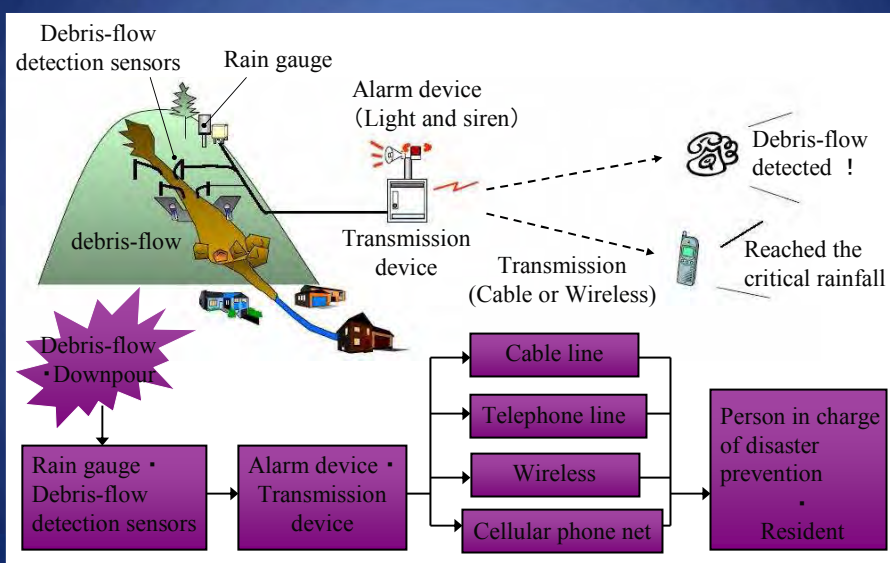 Debris-flow
detection sensors
Rain gauge
Alarm device
（Light and siren）
Debris-flow
detected！
debris-flow
Transmission
device
Transmission
(Cable or Wireless)
Reached the
critical rainfall
Debris-flow
・Downpour
Rain gauge・
Debris-flow
detection sensors
Alarm device・
Transmission
device
Cable line
Telephone line
Wireless
Cellular phone net
Person in charge
of disaster
prevention
・
Resident